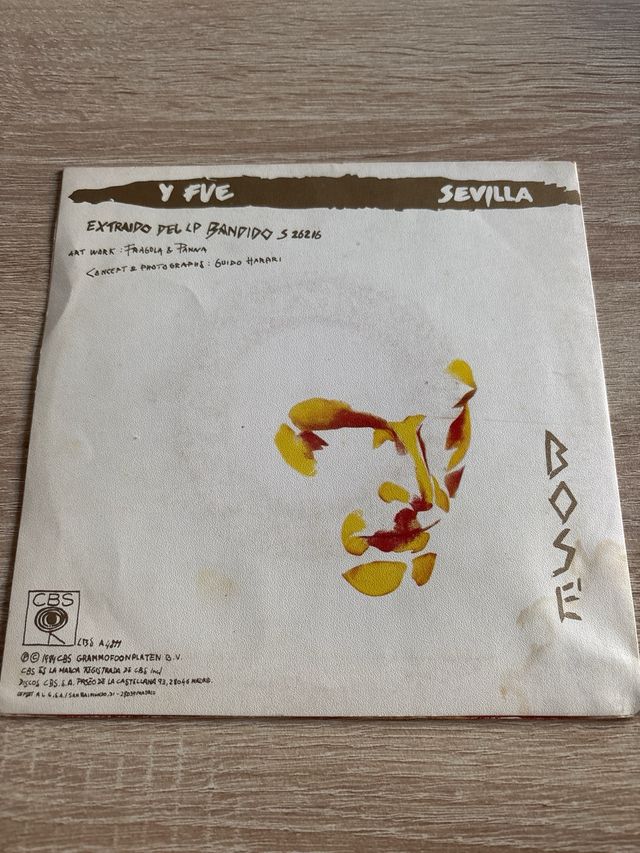 Y FUE SEVILLA
EXTRAIDO DEL LP BANDIDO S 26216
ART WORK : FRAGOLA & PANNA
CONCEPT & PHOTOGRAPHS : GUIDO HARARI
BOSÉ
CBS
CBS A 4811
℗ © 1984 CBS GRAMMOFOONPLATEN B.V.
CBS ES LA MARCA REGISTRADA DE CBS INC
DISCOS CBS. S.A. PASEO DE LA CASTELLANA 93, 28046 MADRID.